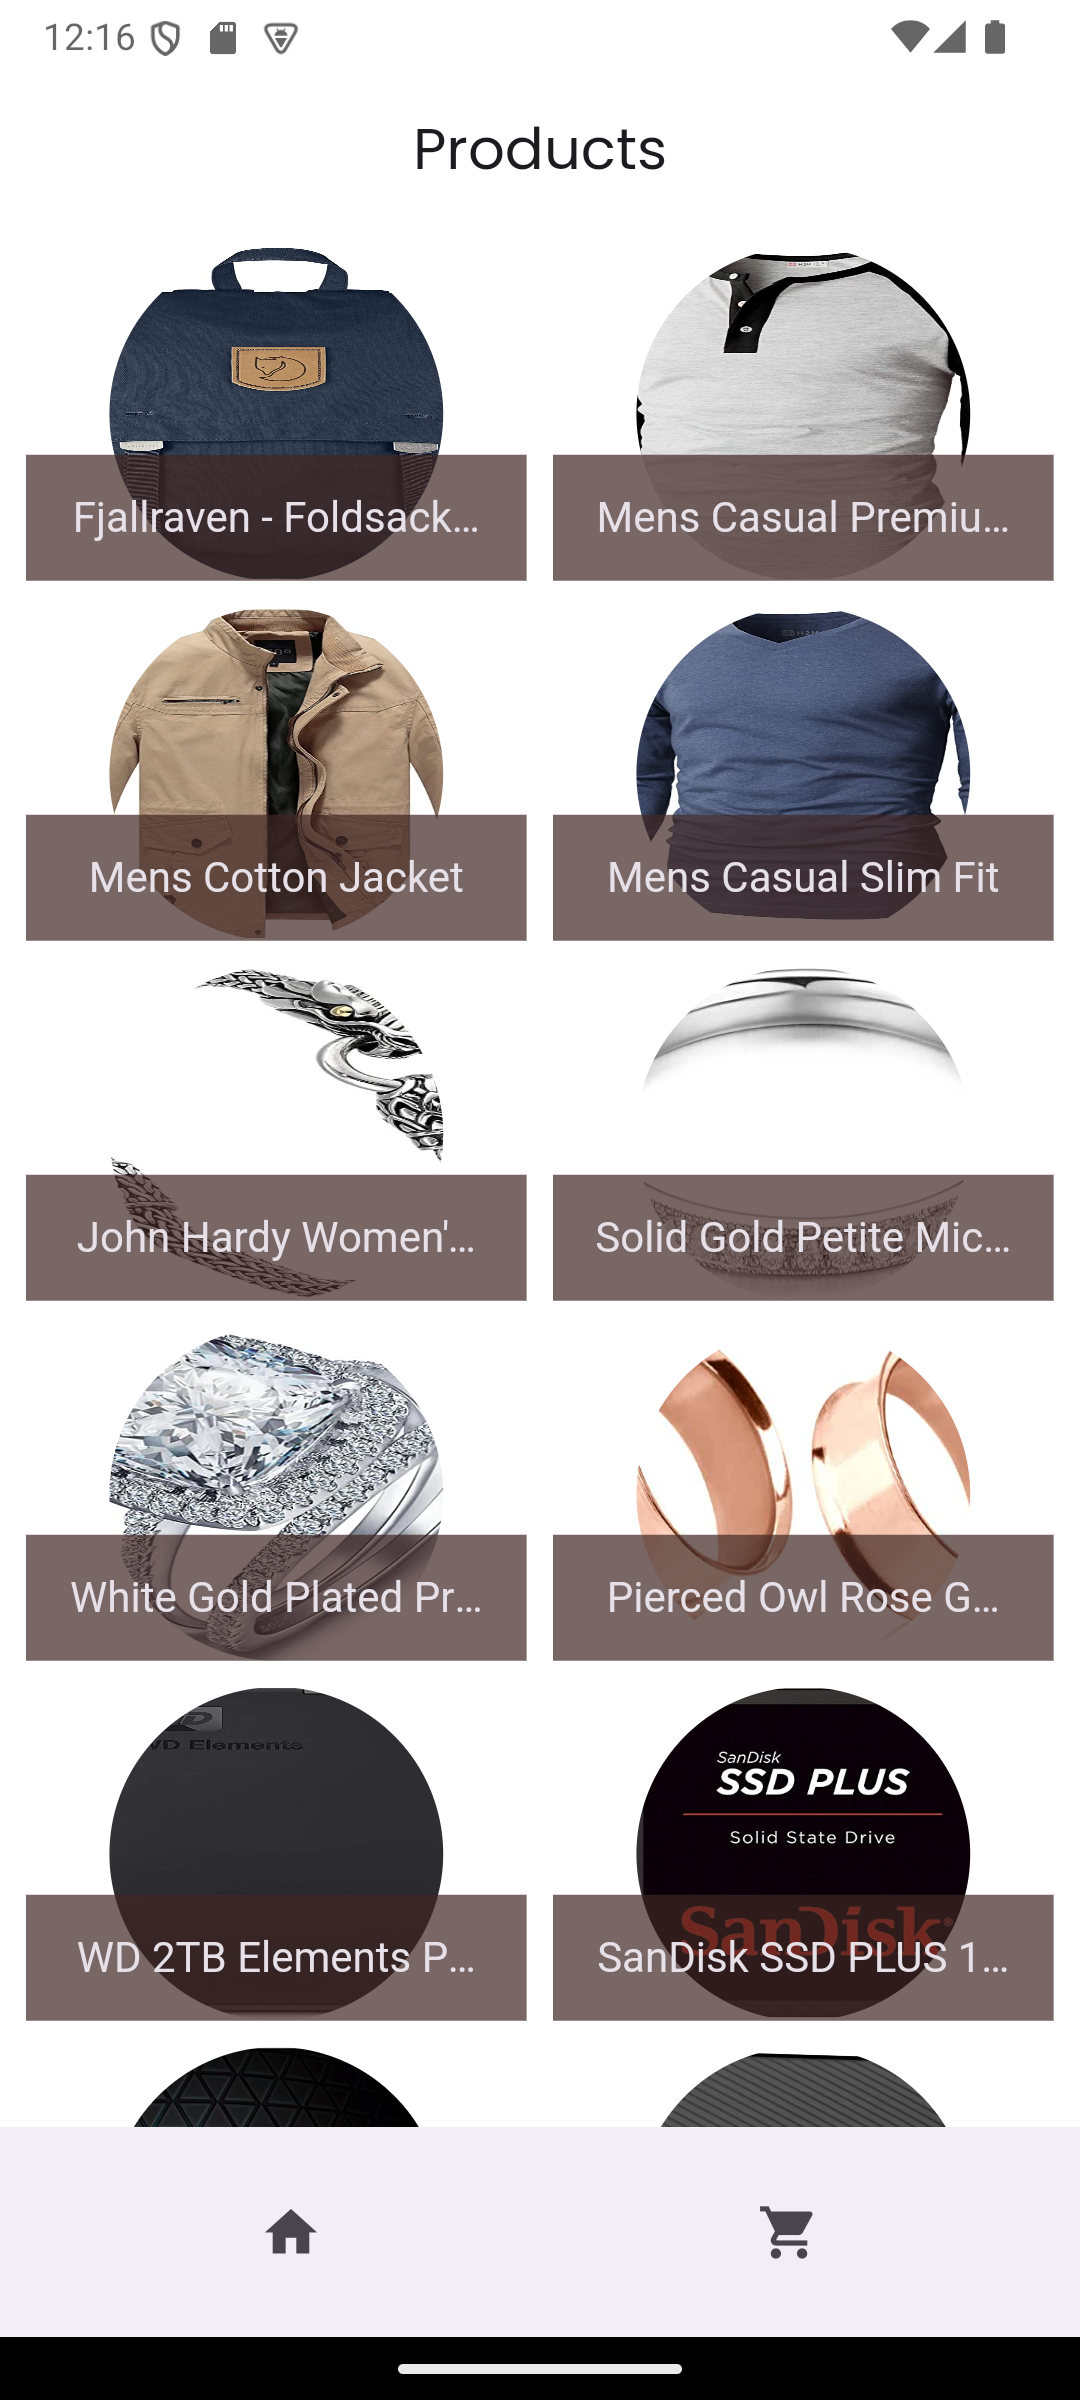 12:16
Products
Fjallraven - Foldsack...
Mens Casual Premiu...
Mens Cotton Jacket
Mens Casual Slim Fit
John Hardy Women'...
Solid Gold Petite Mic...
White Gold Plated Pr...
Pierced Owl Rose G...
WD Elements
WD 2TB Elements P...
SanDisk
SSD PLUS
Solid State Drive
SanDisk®
SanDisk SSD PLUS 1...